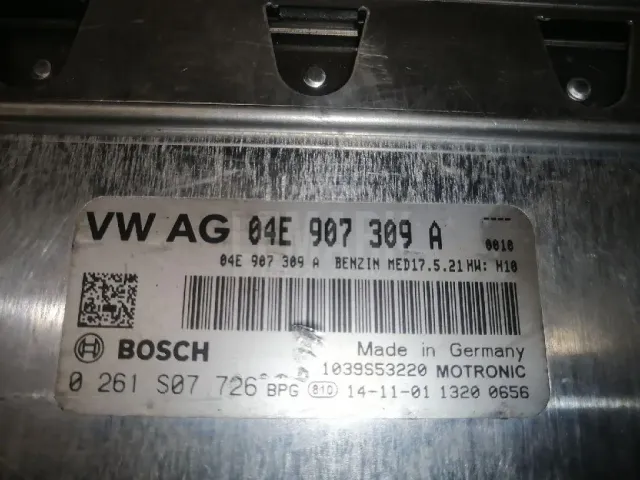 VW AG 04E 907 309 A ---- 0010
04E 907 309 A BENZIN MED17.5.21 HW: H10
BOSCH Made in Germany
1039S53220 MOTRONIC
0 261 S07 726 BPG 810 14-11-01 1320 0656